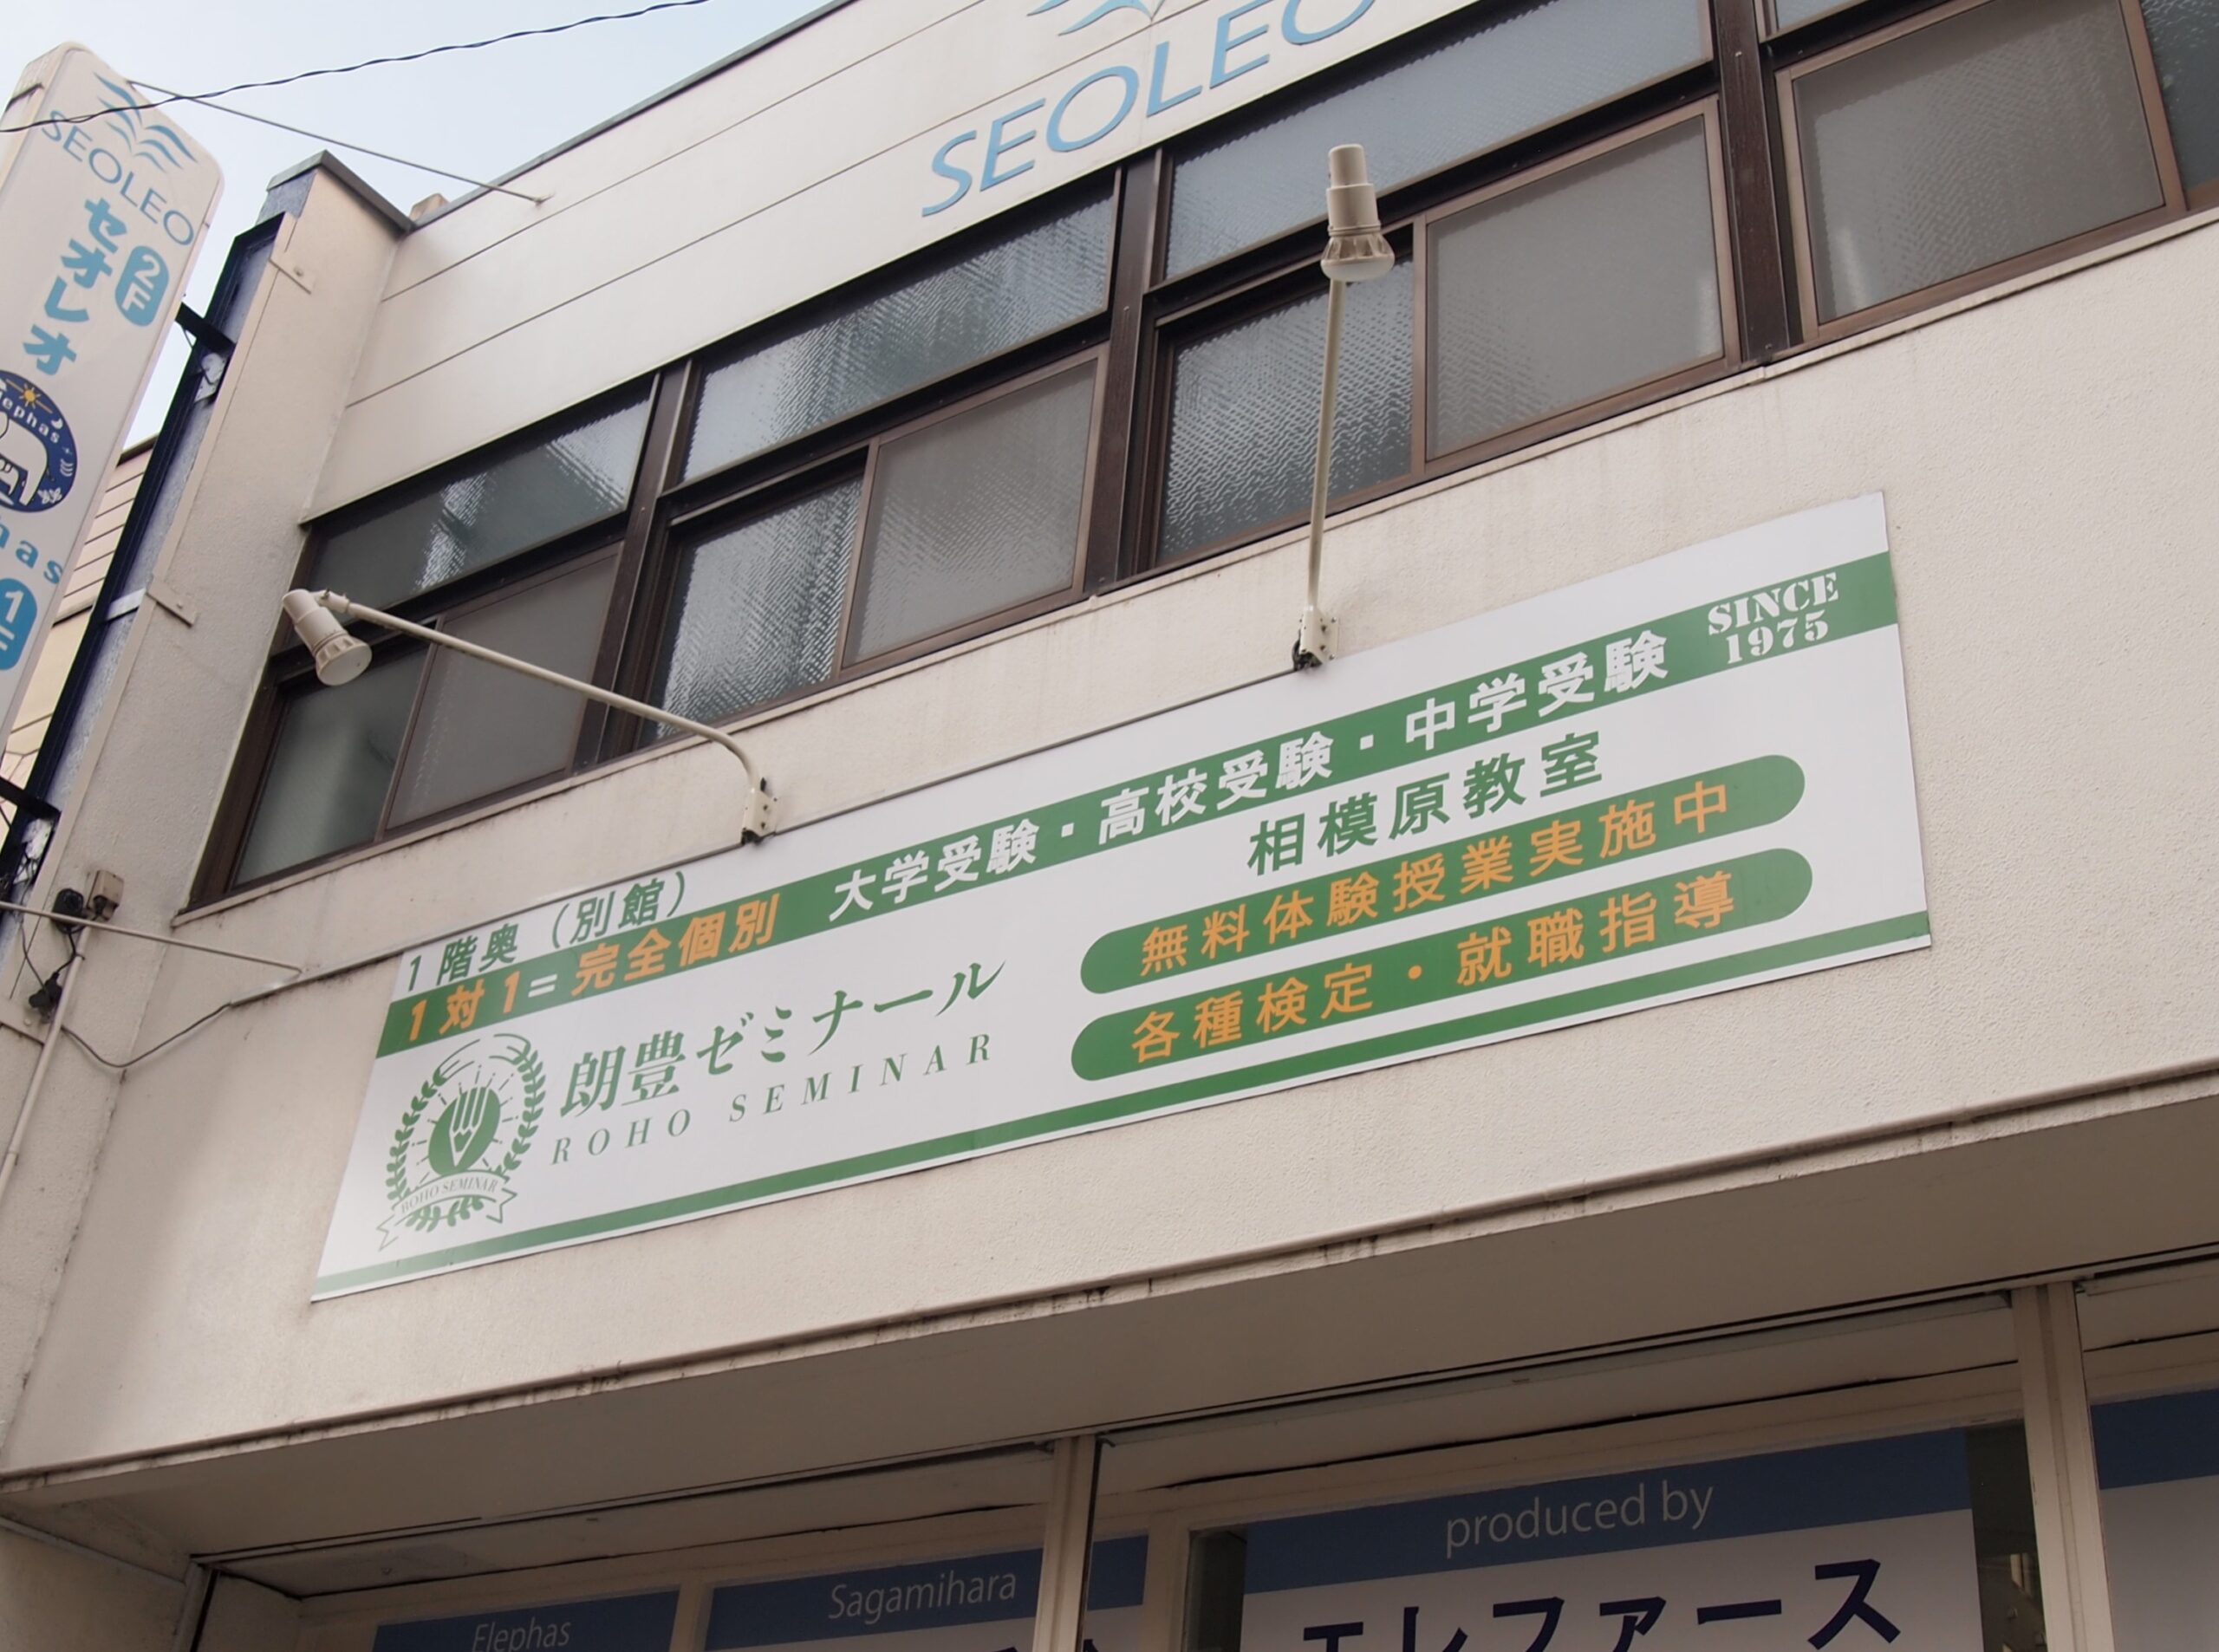 SEOLEO
SEOLEO
セオレオ
2F
1F
1階奥（別館）
1対1=完全個別 大学受験・高校受験・中学受験 SINCE 1975
相模原教室
無料体験授業実施中
各種検定・就職指導
朗豊ゼミナール
ROHO SEMINAR
ROHO SEMINAR
produced by
エレファース
Sagamihara
Elephas